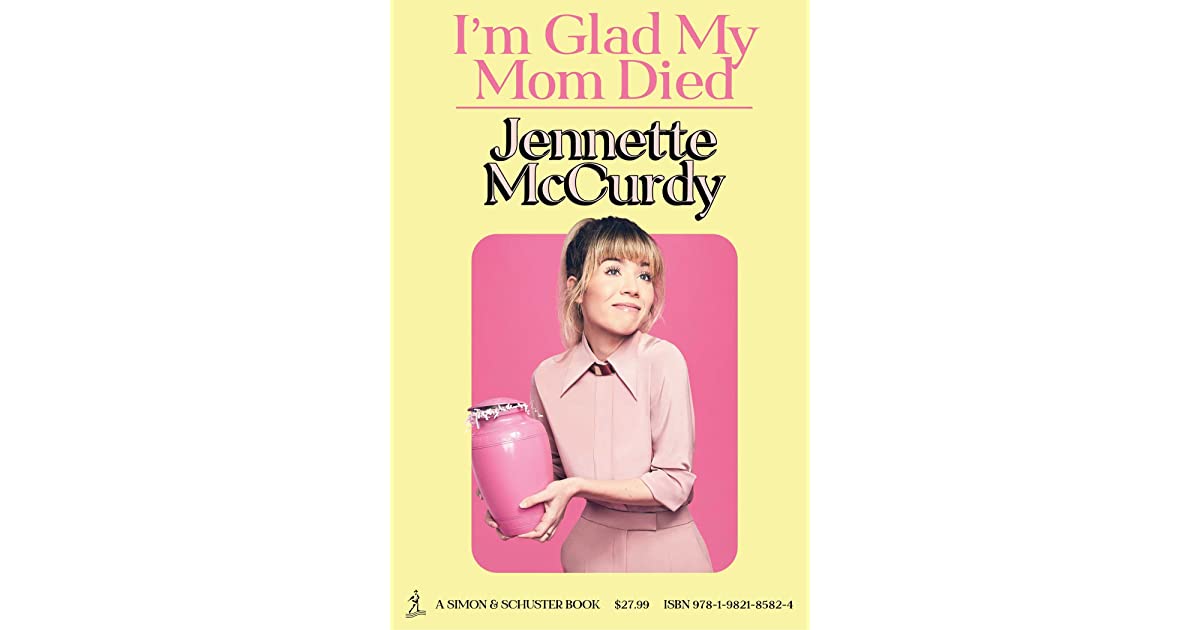 I'm Glad My
Mom Died
Jennette
McCurdy
A SIMON & SCHUSTER BOOK $27.99 ISBN 978-1-9821-8582-4